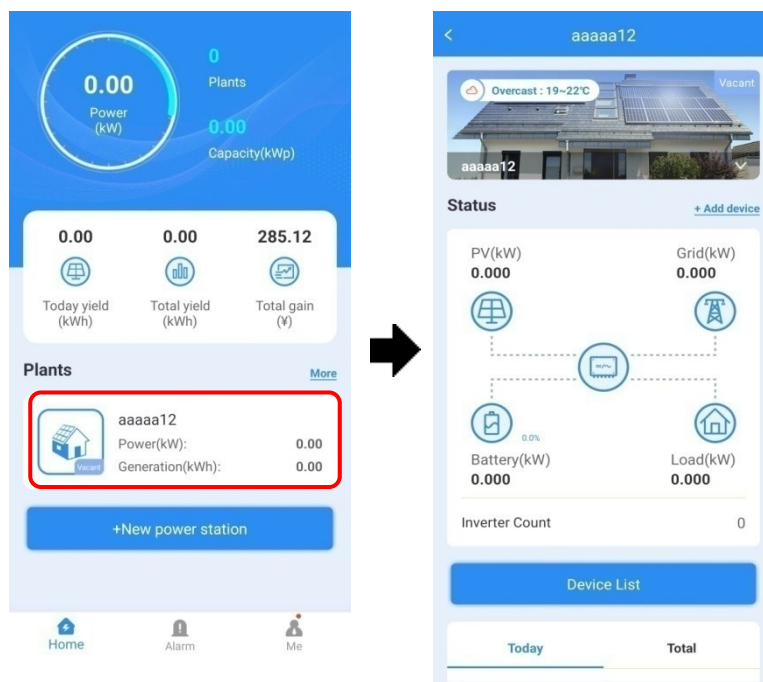 0.00
Power
(kW)
0
Plants
0.00
Capacity(kWp)
0.00 0.00 285.12
Today yield Total yield Total gain
(kWh) (kWh) (¥)
Plants More
aaaaa12
Power(kW): 0.00
Vacant Generation(kWh): 0.00
+New power station
Home Alarm Me
aaaaa12
Overcast : 19~22℃ Vacant
aaaaa12
Status + Add device
PV(kW) Grid(kW)
0.000 0.000
0.0%
Battery(kW) Load(kW)
0.000 0.000
Inverter Count 0
Device List
Today Total